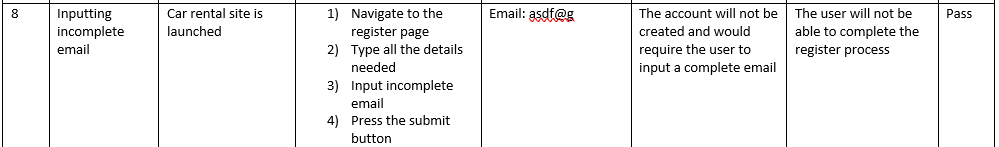 8
Inputting
incomplete
email
Car rental site is
launched
1) Navigate to the
register page
2) Type all the details
needed
3) Input incomplete
email
4) Press the submit
button
Email: asdf@g
The account will not be
created and would
require the user to
input a complete email
The user will not be
able to complete the
register process
Pass